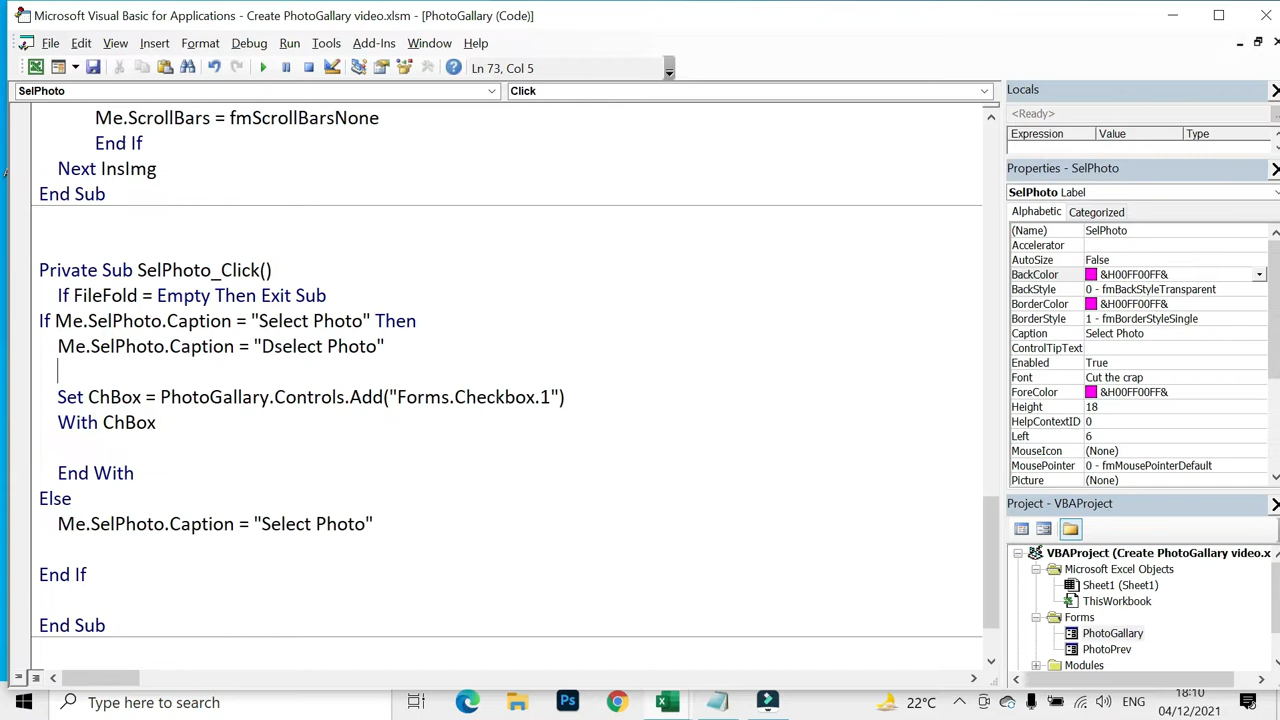 Microsoft Visual Basic for Applications - Create PhotoGallary video.xlsm - [PhotoGallary (Code)]
File Edit View Insert Format Debug Run Tools Add-Ins Window Help
Ln 73, Col 5
SelPhoto Click
Me.ScrollBars = fmScrollBarsNone
End If
Next InsImg
End Sub
Private Sub SelPhoto_Click()
If FileFold = Empty Then Exit Sub
If Me.SelPhoto.Caption = "Select Photo" Then
Me.SelPhoto.Caption = "Dselect Photo"
Set ChBox = PhotoGallary.Controls.Add("Forms.Checkbox.1")
With ChBox
End With
Else
Me.SelPhoto.Caption = "Select Photo"
End If
End Sub
Locals
<Ready>
Expression Value Type
Properties - SelPhoto
SelPhoto Label
Alphabetic Categorized
(Name) SelPhoto
Accelerator
AutoSize False
BackColor &H00FF00FF&
BackStyle 0 - fmBackStyleTransparent
BorderColor &H00FF00FF&
BorderStyle 1 - fmBorderStyleSingle
Caption Select Photo
ControlTipText
Enabled True
Font Cut the crap
ForeColor &H00FF00FF&
Height 18
HelpContextID 0
Left 6
MouseIcon (None)
MousePointer 0 - fmMousePointerDefault
Picture (None)
Project - VBAProject
VBAProject (Create PhotoGallary video.x
Microsoft Excel Objects
Sheet1 (Sheet1)
ThisWorkbook
Forms
PhotoGallary
PhotoPrev
Modules
Type here to search
Ps
22°C
ENG
18:10
04/12/2021